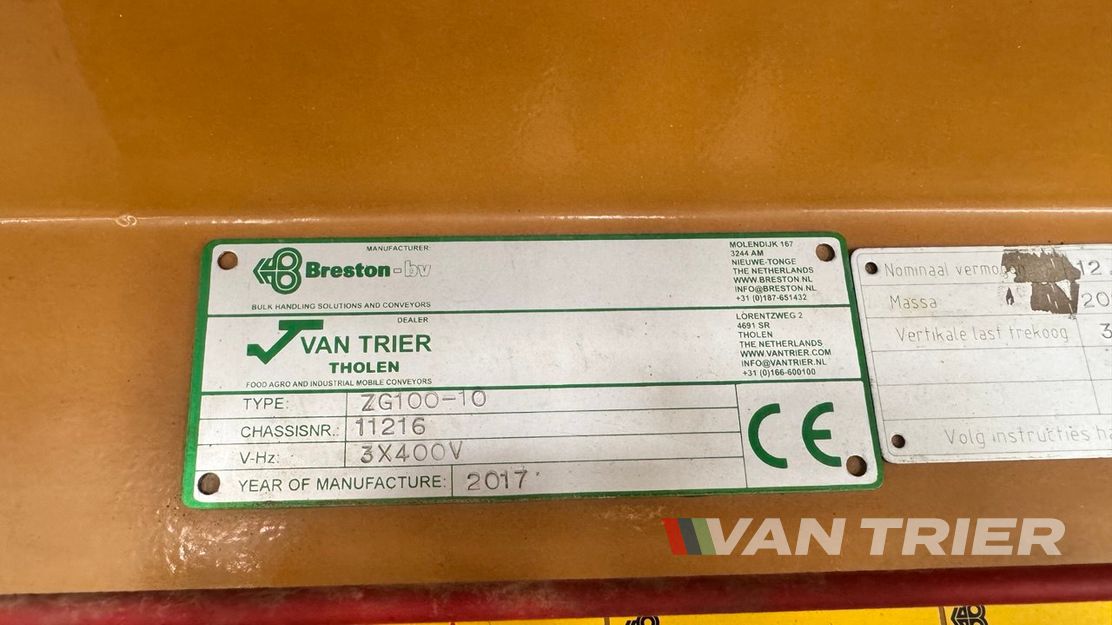 MANUFACTURER:
Breston-bv
BULK HANDLING SOLUTIONS AND CONVEYORS
MOLENDIJK 167
3244 AM
NIEUWE-TONGE
THE NETHERLANDS
WWW.BRESTON.NL
INFO@BRESTON.NL
+31 (0)187-651432
DEALER
VAN TRIER
THOLEN
FOOD AGRO AND INDUSTRIAL MOBILE CONVEYORS
LORENTZWEG 2
4691 SR
THOLEN
THE NETHERLANDS
WWW.VANTRIER.COM
INFO@VANTRIER.NL
+31 (0)166-600100
TYPE: ZG100-10
CHASSISNR.: 11216
V-Hz: 3X400V
YEAR OF MANUFACTURE: 2017
CE
Nominaal 12
Massa 20
Vertikale last trekoog 3
Volg instructies
VAN TRIER